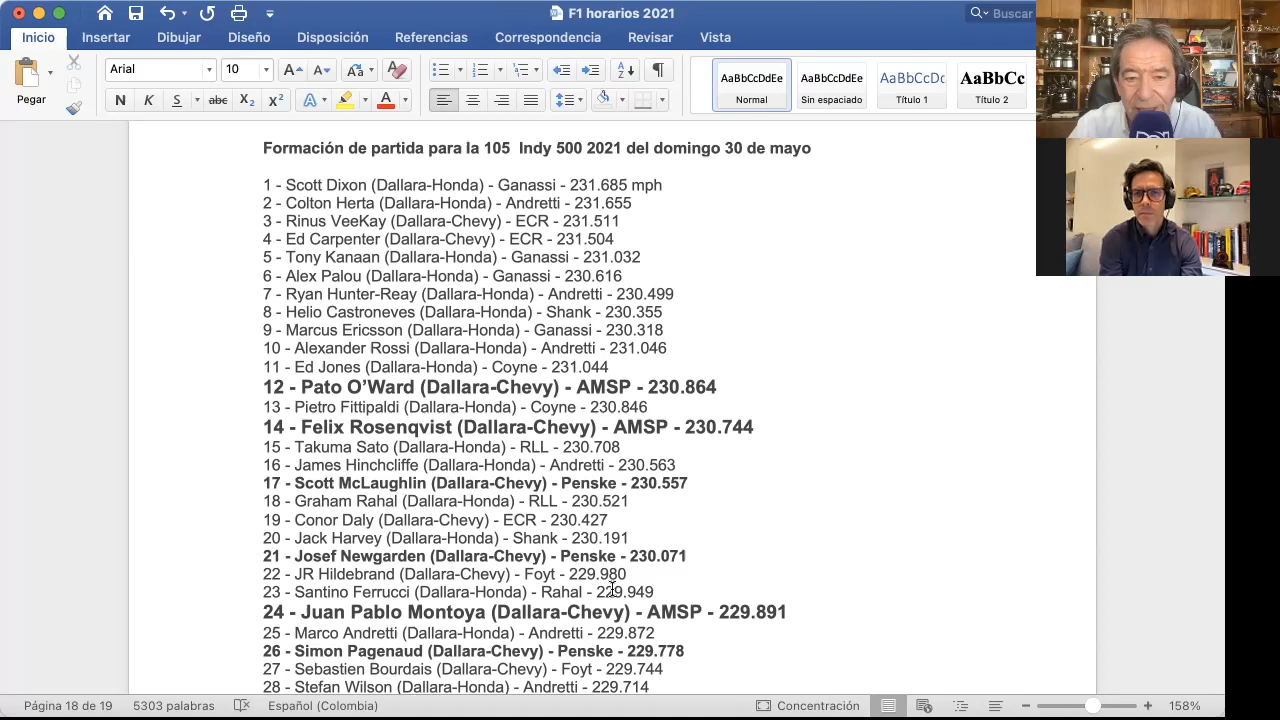 F1 horarios 2021
Buscar
Inicio Insertar Dibujar Diseño Disposición Referencias Correspondencia Revisar Vista
Pegar
Arial 10
N K S abc X₂ X²
AaBbCcDdEe AaBbCcDdEe AaBbCcDc AaBbCc
Normal Sin espaciado Título 1 Título 2
Formación de partida para la 105 Indy 500 2021 del domingo 30 de mayo
1 - Scott Dixon (Dallara-Honda) - Ganassi - 231.685 mph
2 - Colton Herta (Dallara-Honda) - Andretti - 231.655
3 - Rinus VeeKay (Dallara-Chevy) - ECR - 231.511
4 - Ed Carpenter (Dallara-Chevy) - ECR - 231.504
5 - Tony Kanaan (Dallara-Honda) - Ganassi - 231.032
6 - Alex Palou (Dallara-Honda) - Ganassi - 230.616
7 - Ryan Hunter-Reay (Dallara-Honda) - Andretti - 230.499
8 - Helio Castroneves (Dallara-Honda) - Shank - 230.355
9 - Marcus Ericsson (Dallara-Honda) - Ganassi - 230.318
10 - Alexander Rossi (Dallara-Honda) - Andretti - 231.046
11 - Ed Jones (Dallara-Honda) - Coyne - 231.044
12 - Pato O’Ward (Dallara-Chevy) - AMSP - 230.864
13 - Pietro Fittipaldi (Dallara-Honda) - Coyne - 230.846
14 - Felix Rosenqvist (Dallara-Chevy) - AMSP - 230.744
15 - Takuma Sato (Dallara-Honda) - RLL - 230.708
16 - James Hinchcliffe (Dallara-Honda) - Andretti - 230.563
17 - Scott McLaughlin (Dallara-Chevy) - Penske - 230.557
18 - Graham Rahal (Dallara-Honda) - RLL - 230.521
19 - Conor Daly (Dallara-Chevy) - ECR - 230.427
20 - Jack Harvey (Dallara-Honda) - Shank - 230.191
21 - Josef Newgarden (Dallara-Chevy) - Penske - 230.071
22 - JR Hildebrand (Dallara-Chevy) - Foyt - 229.980
23 - Santino Ferrucci (Dallara-Honda) - Rahal - 229.949
24 - Juan Pablo Montoya (Dallara-Chevy) - AMSP - 229.891
25 - Marco Andretti (Dallara-Honda) - Andretti - 229.872
26 - Simon Pagenaud (Dallara-Chevy) - Penske - 229.778
27 - Sebastien Bourdais (Dallara-Chevy) - Foyt - 229.744
28 - Stefan Wilson (Dallara-Honda) - Andretti - 229.714
Página 18 de 19 5303 palabras Español (Colombia) Concentración 158%